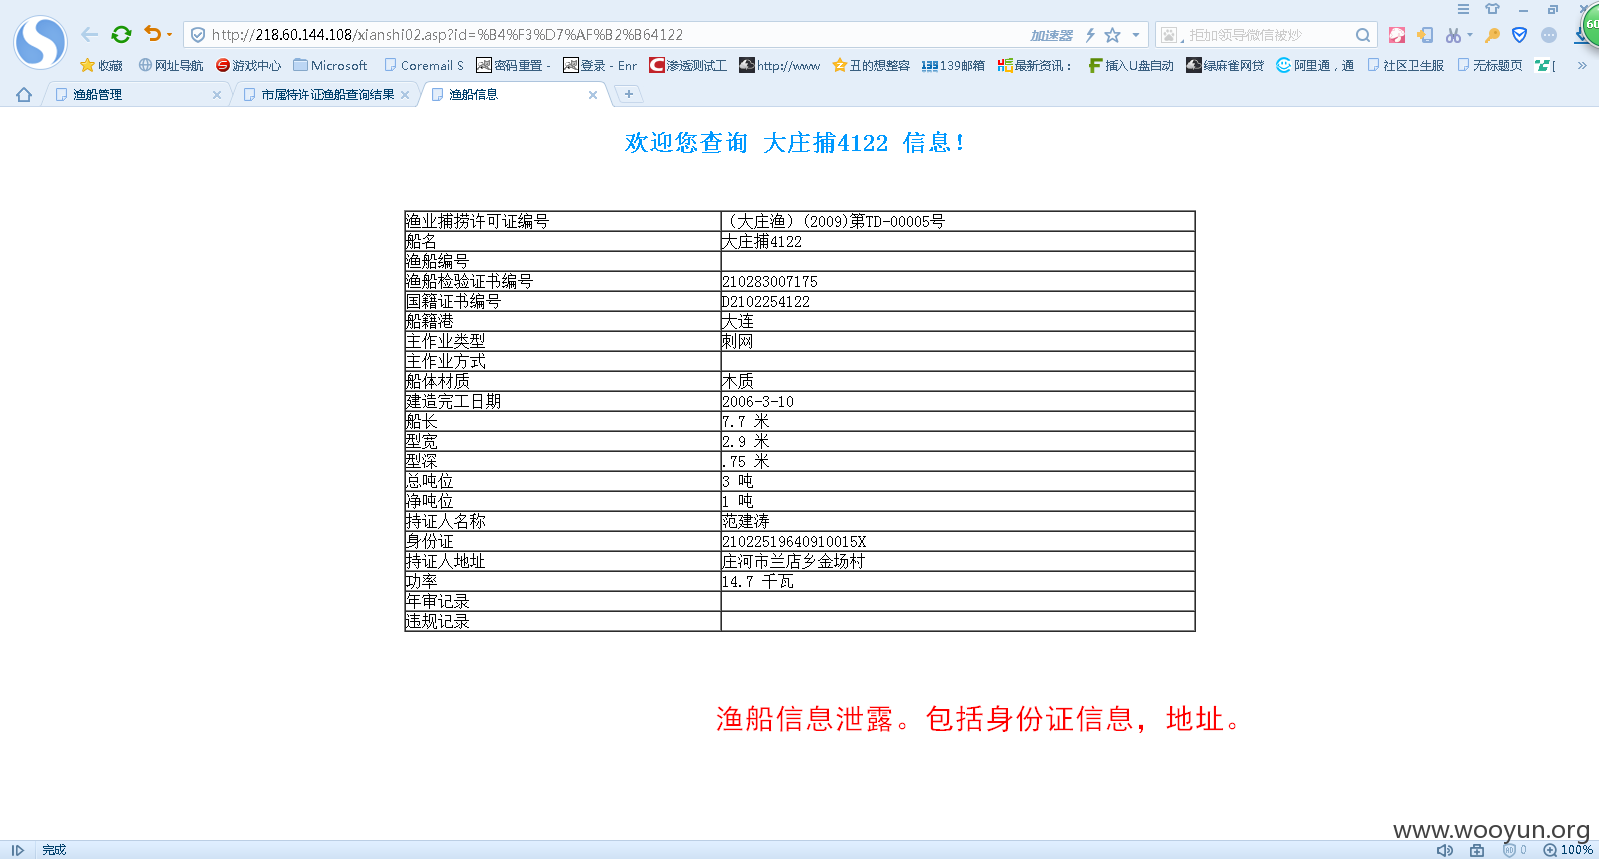 http://218.60.144.108/xianshi02.asp?id=%B4%F3%D7%AF%B2%B64122 加速器 拒加领导微信被炒 60
收藏 网址导航 游戏中心 Microsoft Coremail S 密码重置 - 登录 - Enr 渗透测试工 http://www 丑的想整容 139邮箱 最新资讯: 插入U盘自动 绿麻雀网贷 阿里通,通 社区卫生服 无标题页 [ »
渔船管理 市属特许证渔船查询结果 渔船信息
欢迎您查询 大庄捕4122 信息!
渔业捕捞许可证编号 (大庄渔)(2009)第TD-00005号
船名 大庄捕4122
渔船编号
渔船检验证书编号 210283007175
国籍证书编号 D2102254122
船籍港 大连
主作业类型 刺网
主作业方式
船体材质 木质
建造完工日期 2006-3-10
船长 7.7 米
型宽 2.9 米
型深 .75 米
总吨位 3 吨
净吨位 1 吨
持证人名称 范建涛
身份证 21022519640910015X
持证人地址 庄河市兰店乡金场村
功率 14.7 千瓦
年审记录
违规记录
渔船信息泄露。包括身份证信息,地址。
www.wooyun.org
完成 0 100%